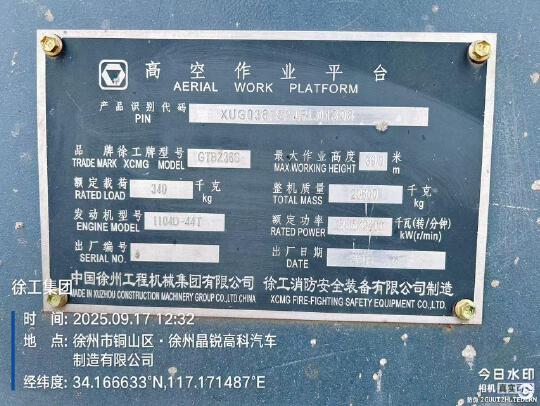 高空作业平台
AERIAL WORK PLATFORM
产品识别代码
PIN
品牌 徐工牌 型号 GTBZ38S
TRADE MARK XCMG MODEL
最大作业高度 米
MAX.WORKING HEIGHT m
额定载荷 340 千克
RATED LOAD kg
整机质量 千克
TOTAL MASS kg
发动机型号 1104D-44T
ENGINE MODEL
额定功率 千瓦(转/分钟)
RATED POWER kW(r/min)
出厂编号
SERIAL NO.
出厂日期
DATE
中国徐州工程机械集团有限公司 徐工消防安全装备有限公司制造
MADE IN XUZHOU CONSTRUCTION MACHINERY GROUP CO.,LTD.CHINA XCMG FIRE-FIGHTING SAFETY EQUIPMENT CO.,LTD.
徐工集团
时 间: 2025.09.17 12:32
地 点: 徐州市铜山区·徐州晶锐高科汽车
制造有限公司
经纬度: 34.166633°N,117.171487°E
今日水印
相机